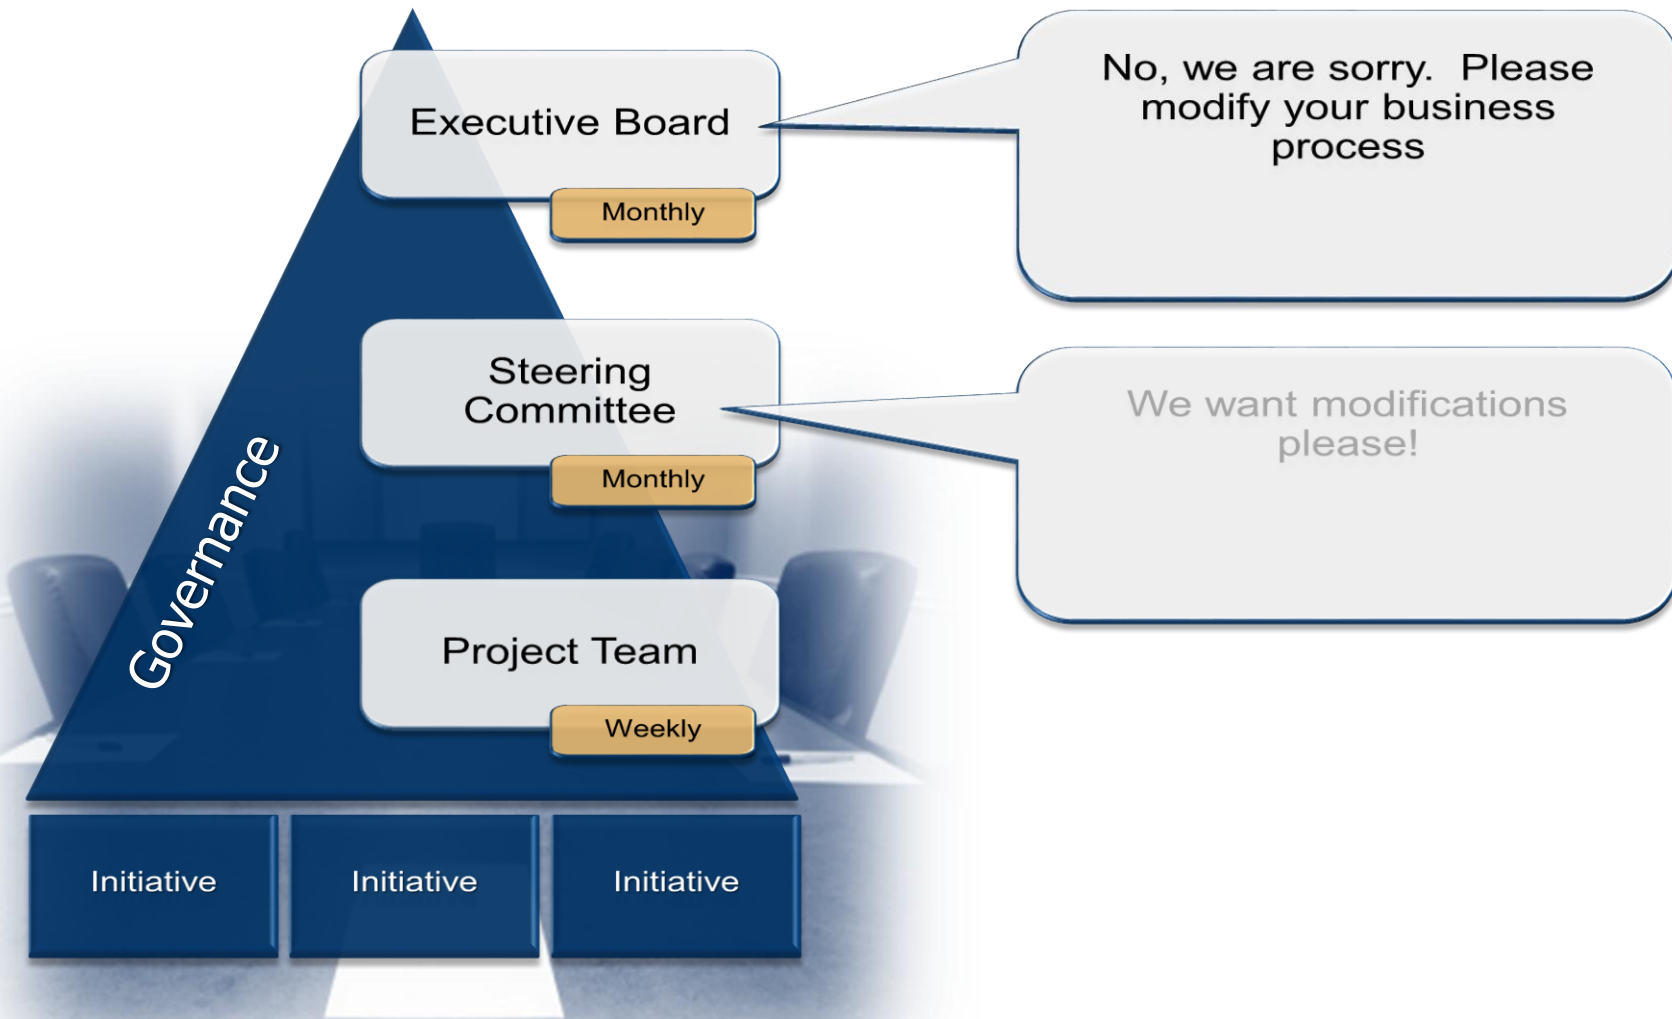 Executive Board
Monthly
No, we are sorry.  Please
modify your business
process
Steering
Committee
Monthly
We want modifications
please!
Governance
Project Team
Weekly
Initiative
Initiative
Initiative